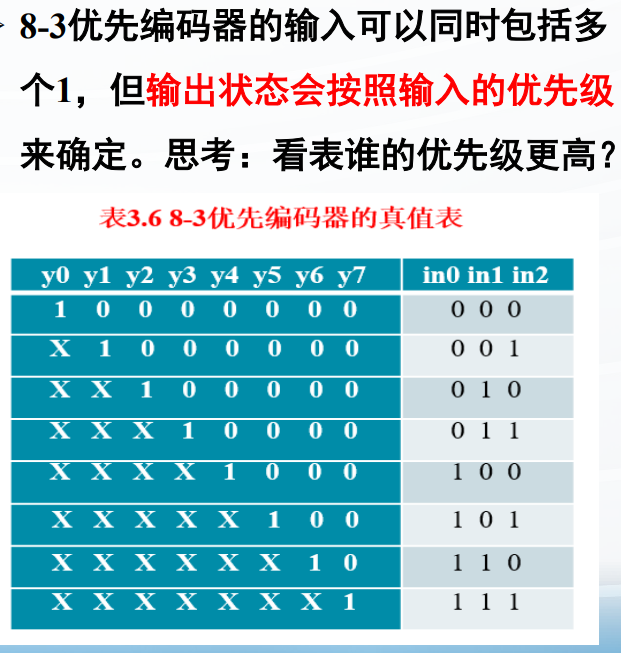 8-3优先编码器的输入可以同时包括多
个1，但输出状态会按照输入的优先级
来确定。思考：看表谁的优先级更高？
表3.6 8-3优先编码器的真值表
y0 y1 y2 y3 y4 y5 y6 y7 in0 in1 in2
1 0 0 0 0 0 0 0 0 0 0
X 1 0 0 0 0 0 0 0 0 1
X X 1 0 0 0 0 0 0 1 0
X X X 1 0 0 0 0 0 1 1
X X X X 1 0 0 0 1 0 0
X X X X X 1 0 0 1 0 1
X X X X X X 1 0 1 1 0
X X X X X X X 1 1 1 1